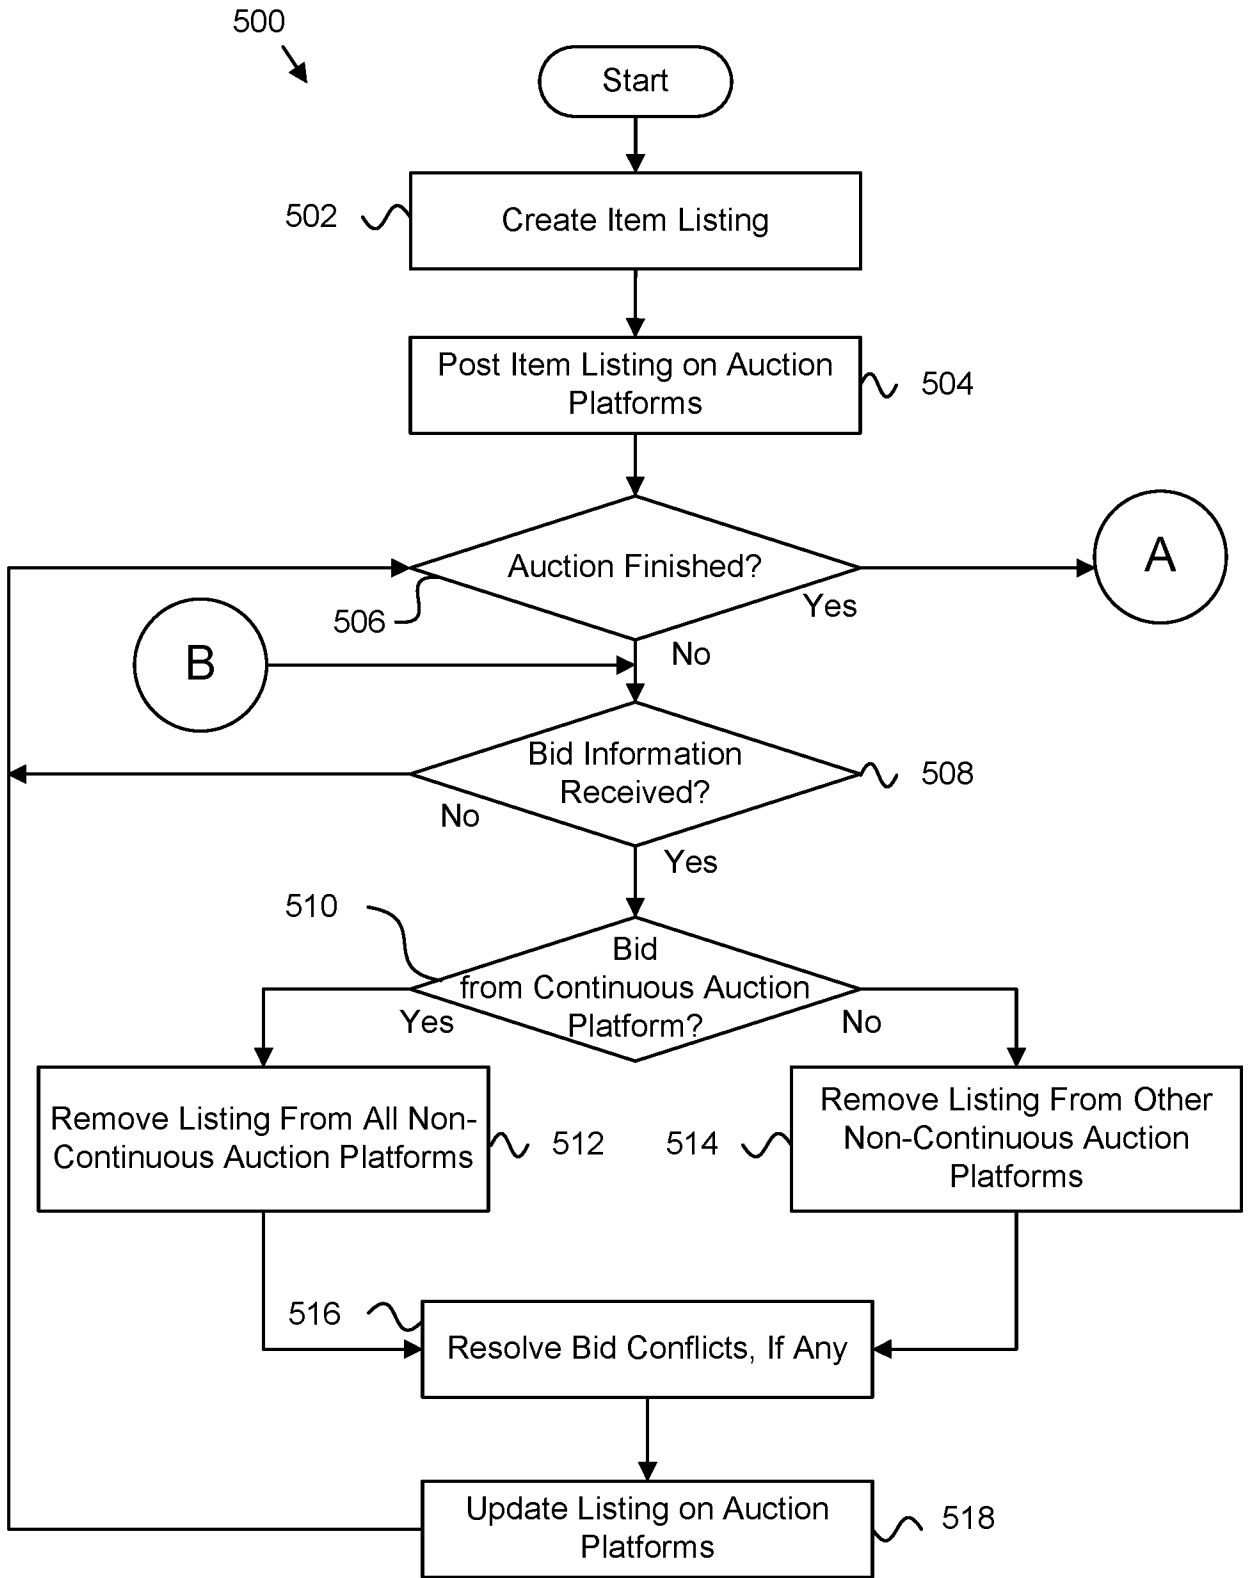 500
Start
502
Create Item Listing
Post Item Listing on Auction
Platforms
504
A
Auction Finished?
Yes
506
No
B
Bid Information
Received?
508
No
Yes
510
Bid
from Continuous Auction
Platform?
Yes
No
Remove Listing From All Non-
Continuous Auction Platforms
512
514
Remove Listing From Other
Non-Continuous Auction
Platforms
516
Resolve Bid Conflicts, If Any
Update Listing on Auction
Platforms
518